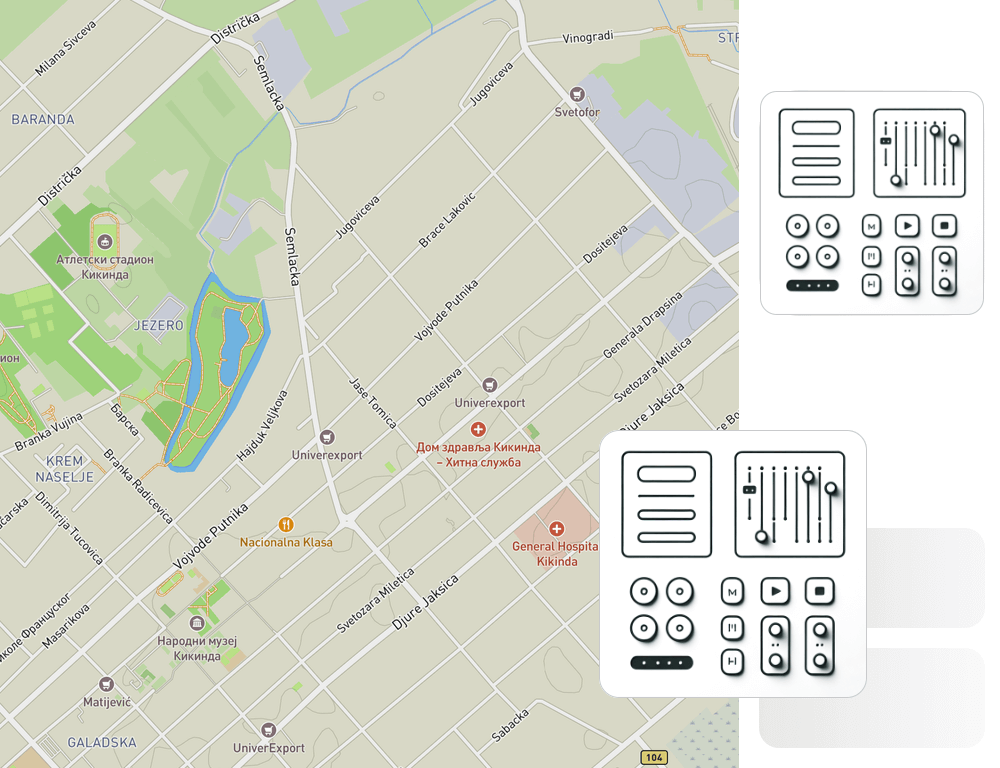 Distrička
Milana Sivceva
Vinogradi
Semlacka
Jugoviceva
Svetofor
BARANDA
Distrička
Jugoviceva
Brace Lakovic
Semlacka
Dositejeva
Атлетски стадион
Кикинда
Vojvode Putnika
Generala Drapsina
JEZERO
Svetozara Miletica
ион
Dositejeva
Jase Tomica
Univerexport
Djure Jaksica
Hajduk Veljkova
Барска
Branka Vujina
Univerexport
Дом здравља Кикинда
– Хитна служба
KREM
NASELJE
Branka Radicevica
Dimitrija Tucovica
Vojvode Putnika
Nacionalna Klasa
General Hospita
Kikinda
Svetozara Miletica
Djure Jaksica
Masarikova
Народни музеј
Кикинда
Matijević
GALADSKA
UniverExport
Sabacka
104
M
M